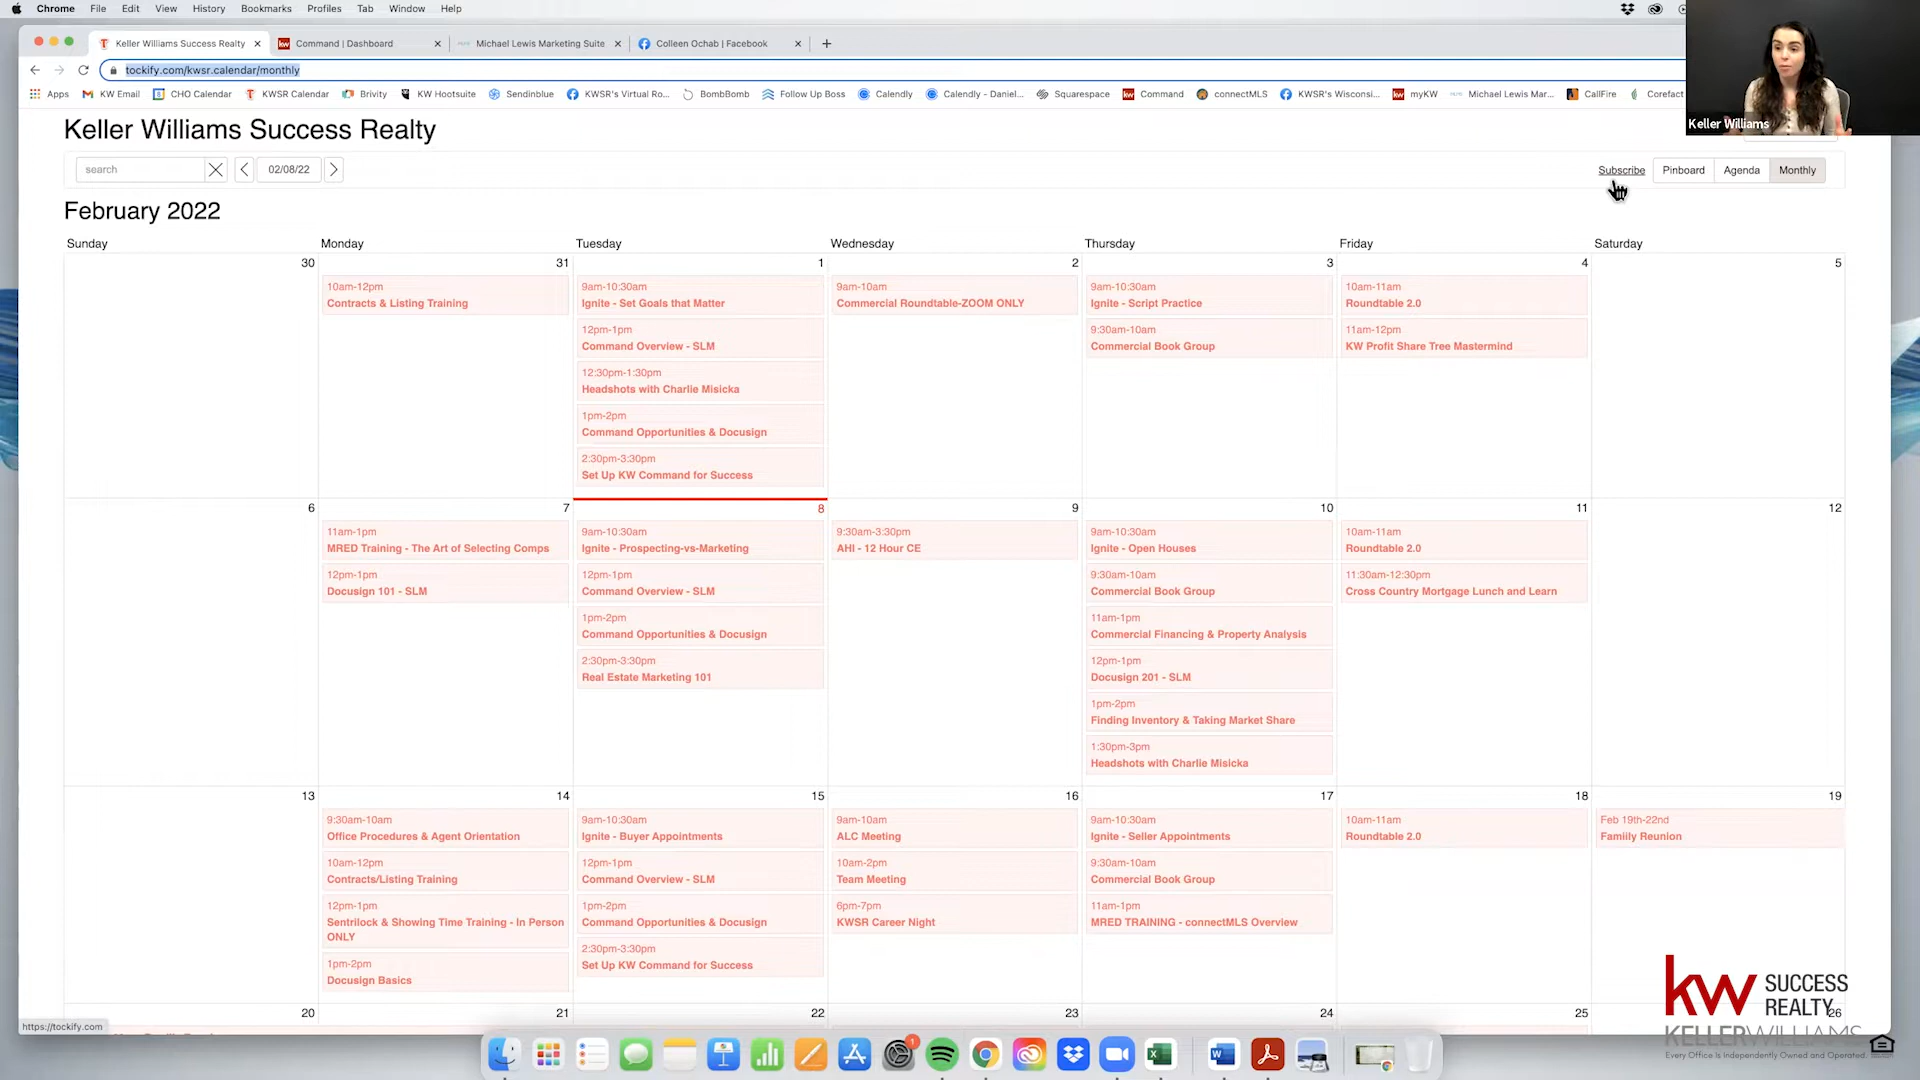 Chrome File Edit View History Bookmarks Profiles Tab Window Help
Keller Williams Success Realty
Command | Dashboard
Michael Lewis Marketing Suite
Colleen Ochab | Facebook
tockify.com/kwsr.calendar/monthly
Apps KW Email CHO Calendar KWSR Calendar Brivity KW Hootsuite Sendinblue KWSR's Virtual Ro... BombBomb Follow Up Boss Calendly Calendly - Daniel... Squarespace Command connectMLS KWSR's Wisconsi... myKW Michael Lewis Mar... CallFire Corefact
Keller Williams
Keller Williams Success Realty
search 02/08/22 Subscribe Pinboard Agenda Monthly
February 2022
Sunday Monday Tuesday Wednesday Thursday Friday Saturday
30
31
10am-12pm
Contracts & Listing Training
1
9am-10:30am
Ignite - Set Goals that Matter
12pm-1pm
Command Overview - SLM
12:30pm-1:30pm
Headshots with Charlie Misicka
1pm-2pm
Command Opportunities & Docusign
2:30pm-3:30pm
Set Up KW Command for Success
2
9am-10am
Commercial Roundtable-ZOOM ONLY
3
9am-10:30am
Ignite - Script Practice
9:30am-10am
Commercial Book Group
4
10am-11am
Roundtable 2.0
11am-12pm
KW Profit Share Tree Mastermind
5
6
7
11am-1pm
MRED Training - The Art of Selecting Comps
12pm-1pm
Docusign 101 - SLM
8
9am-10:30am
Ignite - Prospecting-vs-Marketing
12pm-1pm
Command Overview - SLM
1pm-2pm
Command Opportunities & Docusign
2:30pm-3:30pm
Real Estate Marketing 101
9
9:30am-3:30pm
AHI - 12 Hour CE
10
9am-10:30am
Ignite - Open Houses
9:30am-10am
Commercial Book Group
11am-1pm
Commercial Financing & Property Analysis
12pm-1pm
Docusign 201 - SLM
1pm-2pm
Finding Inventory & Taking Market Share
1:30pm-3pm
Headshots with Charlie Misicka
11
10am-11am
Roundtable 2.0
11:30am-12:30pm
Cross Country Mortgage Lunch and Learn
12
13
14
9:30am-10am
Office Procedures & Agent Orientation
10am-12pm
Contracts/Listing Training
12pm-1pm
Sentrilock & Showing Time Training - In Person
ONLY
1pm-2pm
Docusign Basics
15
9am-10:30am
Ignite - Buyer Appointments
12pm-1pm
Command Overview - SLM
1pm-2pm
Command Opportunities & Docusign
2:30pm-3:30pm
Set Up KW Command for Success
16
9am-10am
ALC Meeting
10am-2pm
Team Meeting
6pm-7pm
KWSR Career Night
17
9am-10:30am
Ignite - Seller Appointments
9:30am-10am
Commercial Book Group
11am-1pm
MRED TRAINING - connectMLS Overview
18
10am-11am
Roundtable 2.0
19
Feb 19th-22nd
Famiily Reunion
20 21 22 23 24 25 26
https://tockify.com
kw SUCCESS
REALTY
KELLERWILLIAMS
Every Office is Independently Owned and Operated.
1